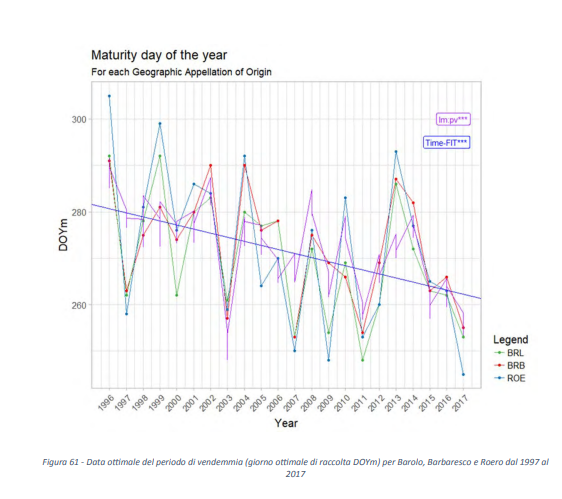 Maturity day of the year
For each Geographic Appellation of Origin
lm pv***
Time-FIT***
300
280
260
DOYm
1996
1997
1998
1999
2000
2001
2002
2003
2004
2005
2006
2007
2008
2009
2010
2011
2012
2013
2014
2015
2016
2017
Year
Legend
BRL
BRB
ROE
Figura 61 - Data ottimale del periodo di vendemmia (giorno ottimale di raccolta DOYm) per Barolo, Barbaresco e Roero dal 1997 al
2017